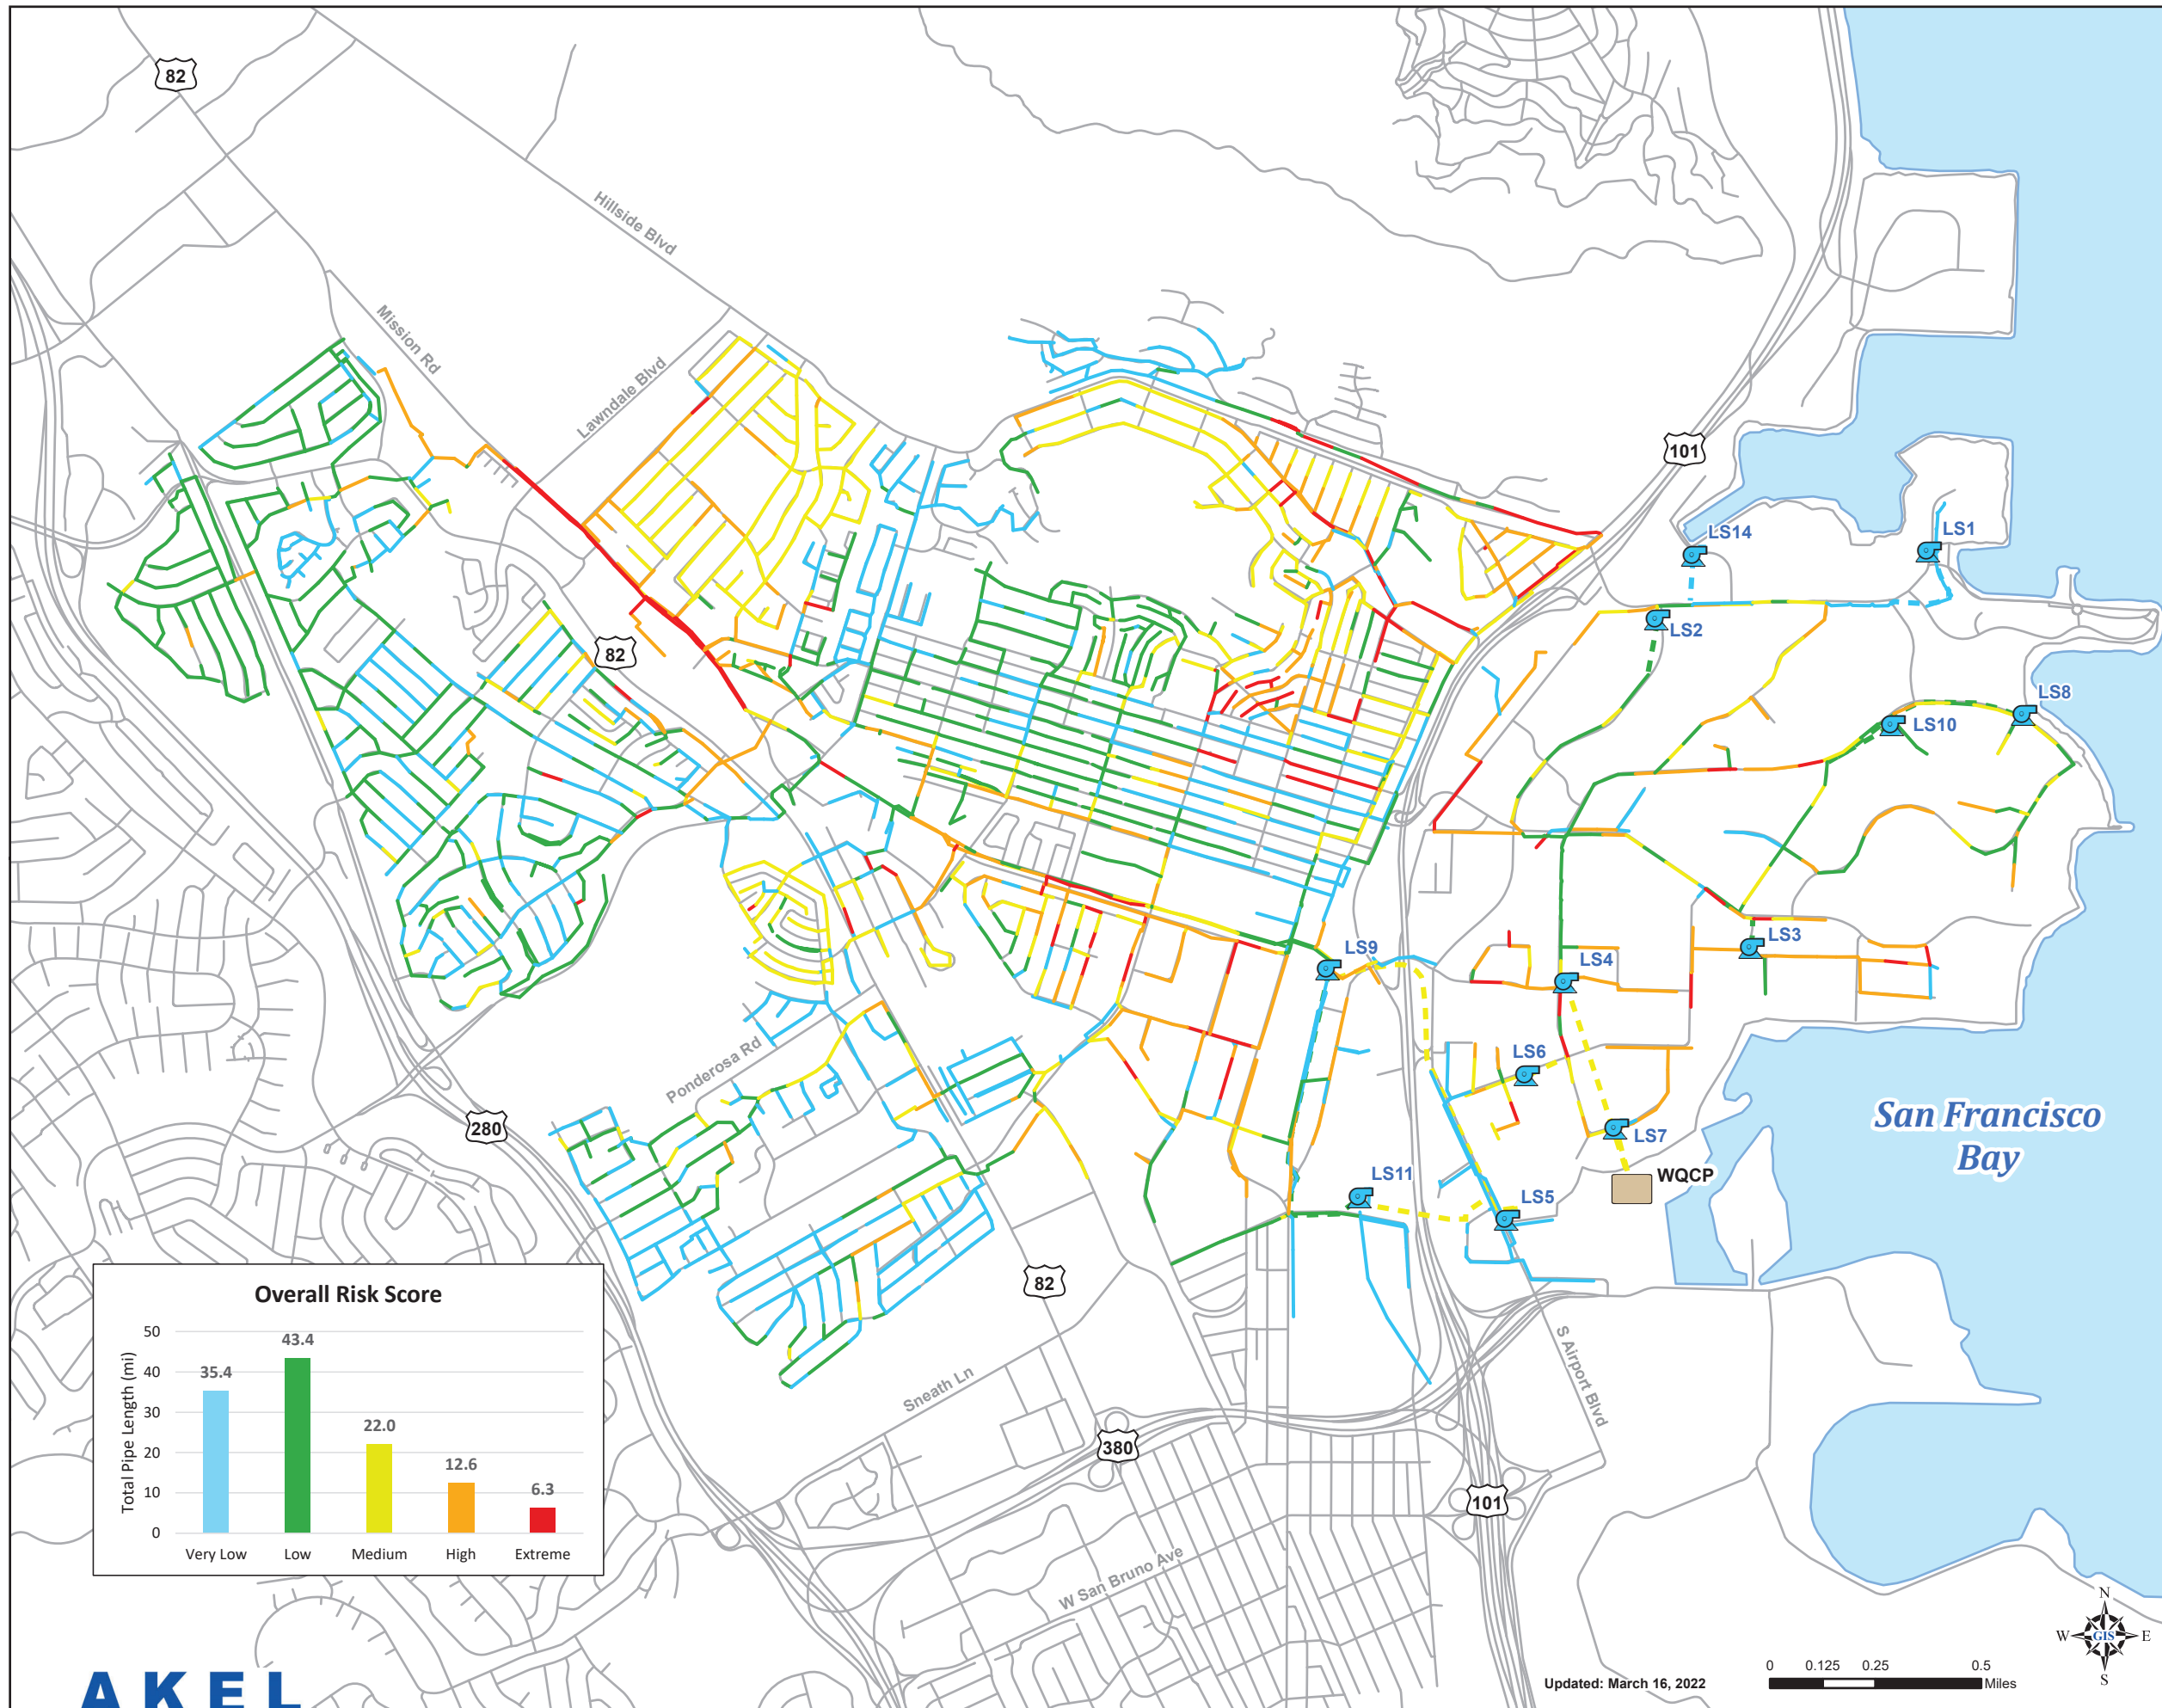 82
Hillside Blvd
Mission Rd
Lawndale Blvd
101
LS14
LS1
LS2
82
LS8
LS10
LS9
LS3
LS4
Ponderosa Rd
LS6
280
San Francisco
Bay
LS7
WQCP
LS11
LS5
82
Overall Risk Score
Total Pipe Length (mi)
50
40
30
20
10
0
35.4
43.4
22.0
12.6
6.3
Very Low
Low
Medium
High
Extreme
Sneath Ln
S Airport Blvd
380
101
W San Bruno Ave
N
W
GIS
E
S
0 0.125 0.25 0.5
Miles
Updated: March 16, 2022
AKEL